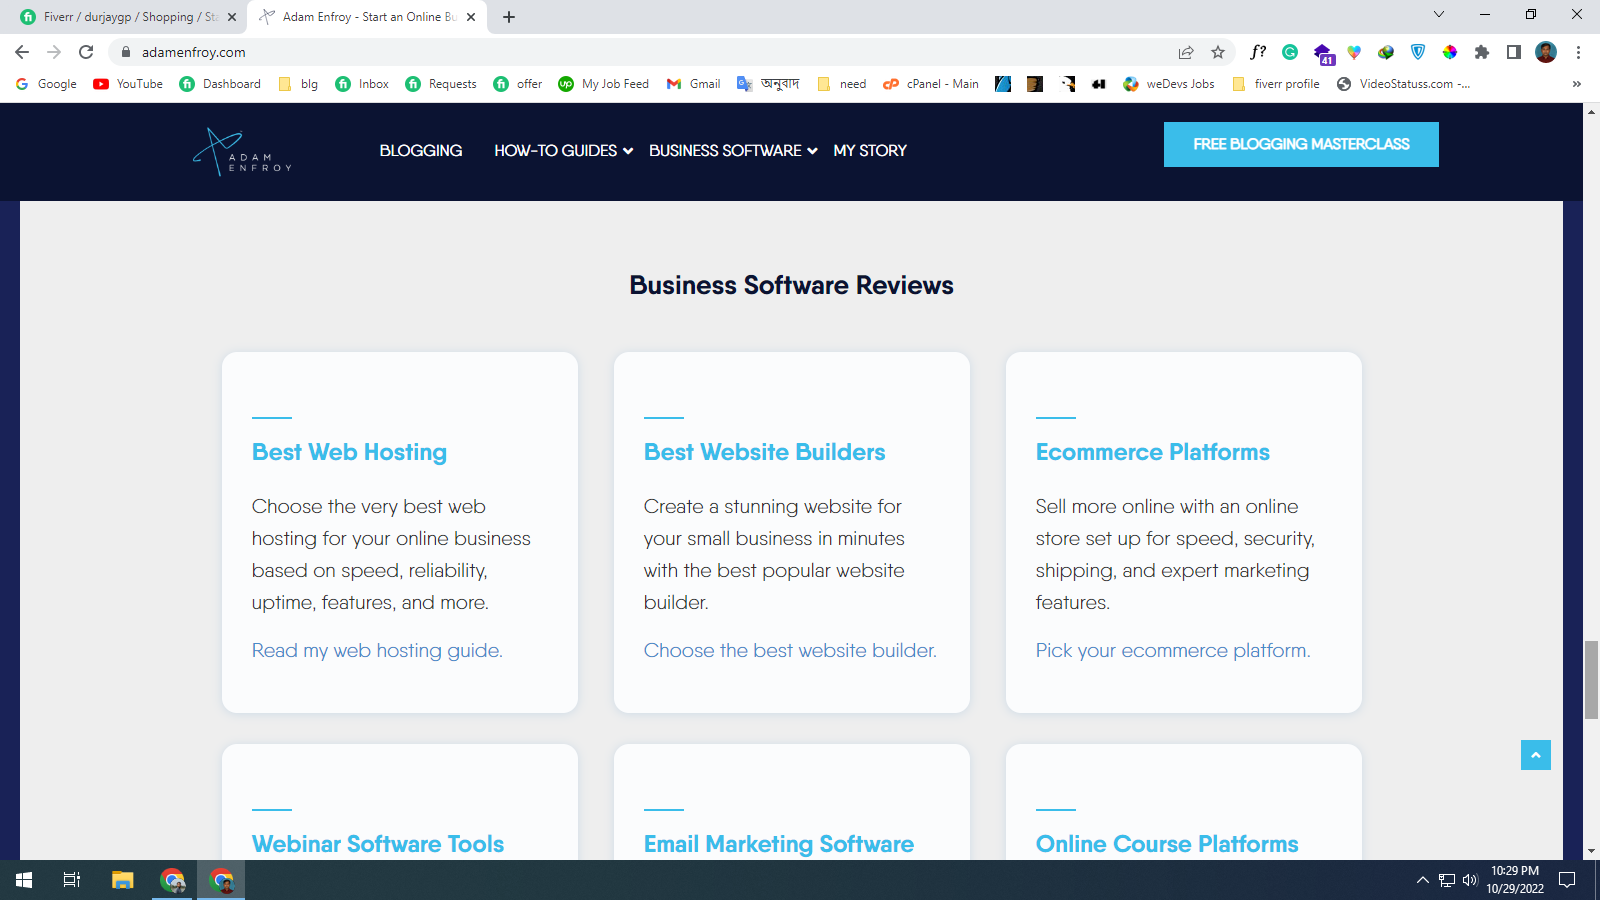 Fiverr / durjaygp / Shopping / Sta
Adam Enfroy - Start an Online Bu
adamenfroy.com
f?
41
Google
YouTube
Dashboard
blg
Inbox
Requests
offer
My Job Feed
Gmail
অনুবাদ
need
cPanel - Main
weDevs Jobs
fiverr profile
VideoStatuss.com -...
ADAM
ENFROY
BLOGGING
HOW-TO GUIDES
BUSINESS SOFTWARE
MY STORY
FREE BLOGGING MASTERCLASS
Business Software Reviews
Best Web Hosting
Choose the very best web
hosting for your online business
based on speed, reliability,
uptime, features, and more.
Read my web hosting guide.
Best Website Builders
Create a stunning website for
your small business in minutes
with the best popular website
builder.
Choose the best website builder.
Ecommerce Platforms
Sell more online with an online
store set up for speed, security,
shipping, and expert marketing
features.
Pick your ecommerce platform.
Webinar Software Tools
Email Marketing Software
Online Course Platforms
10:29 PM
10/29/2022